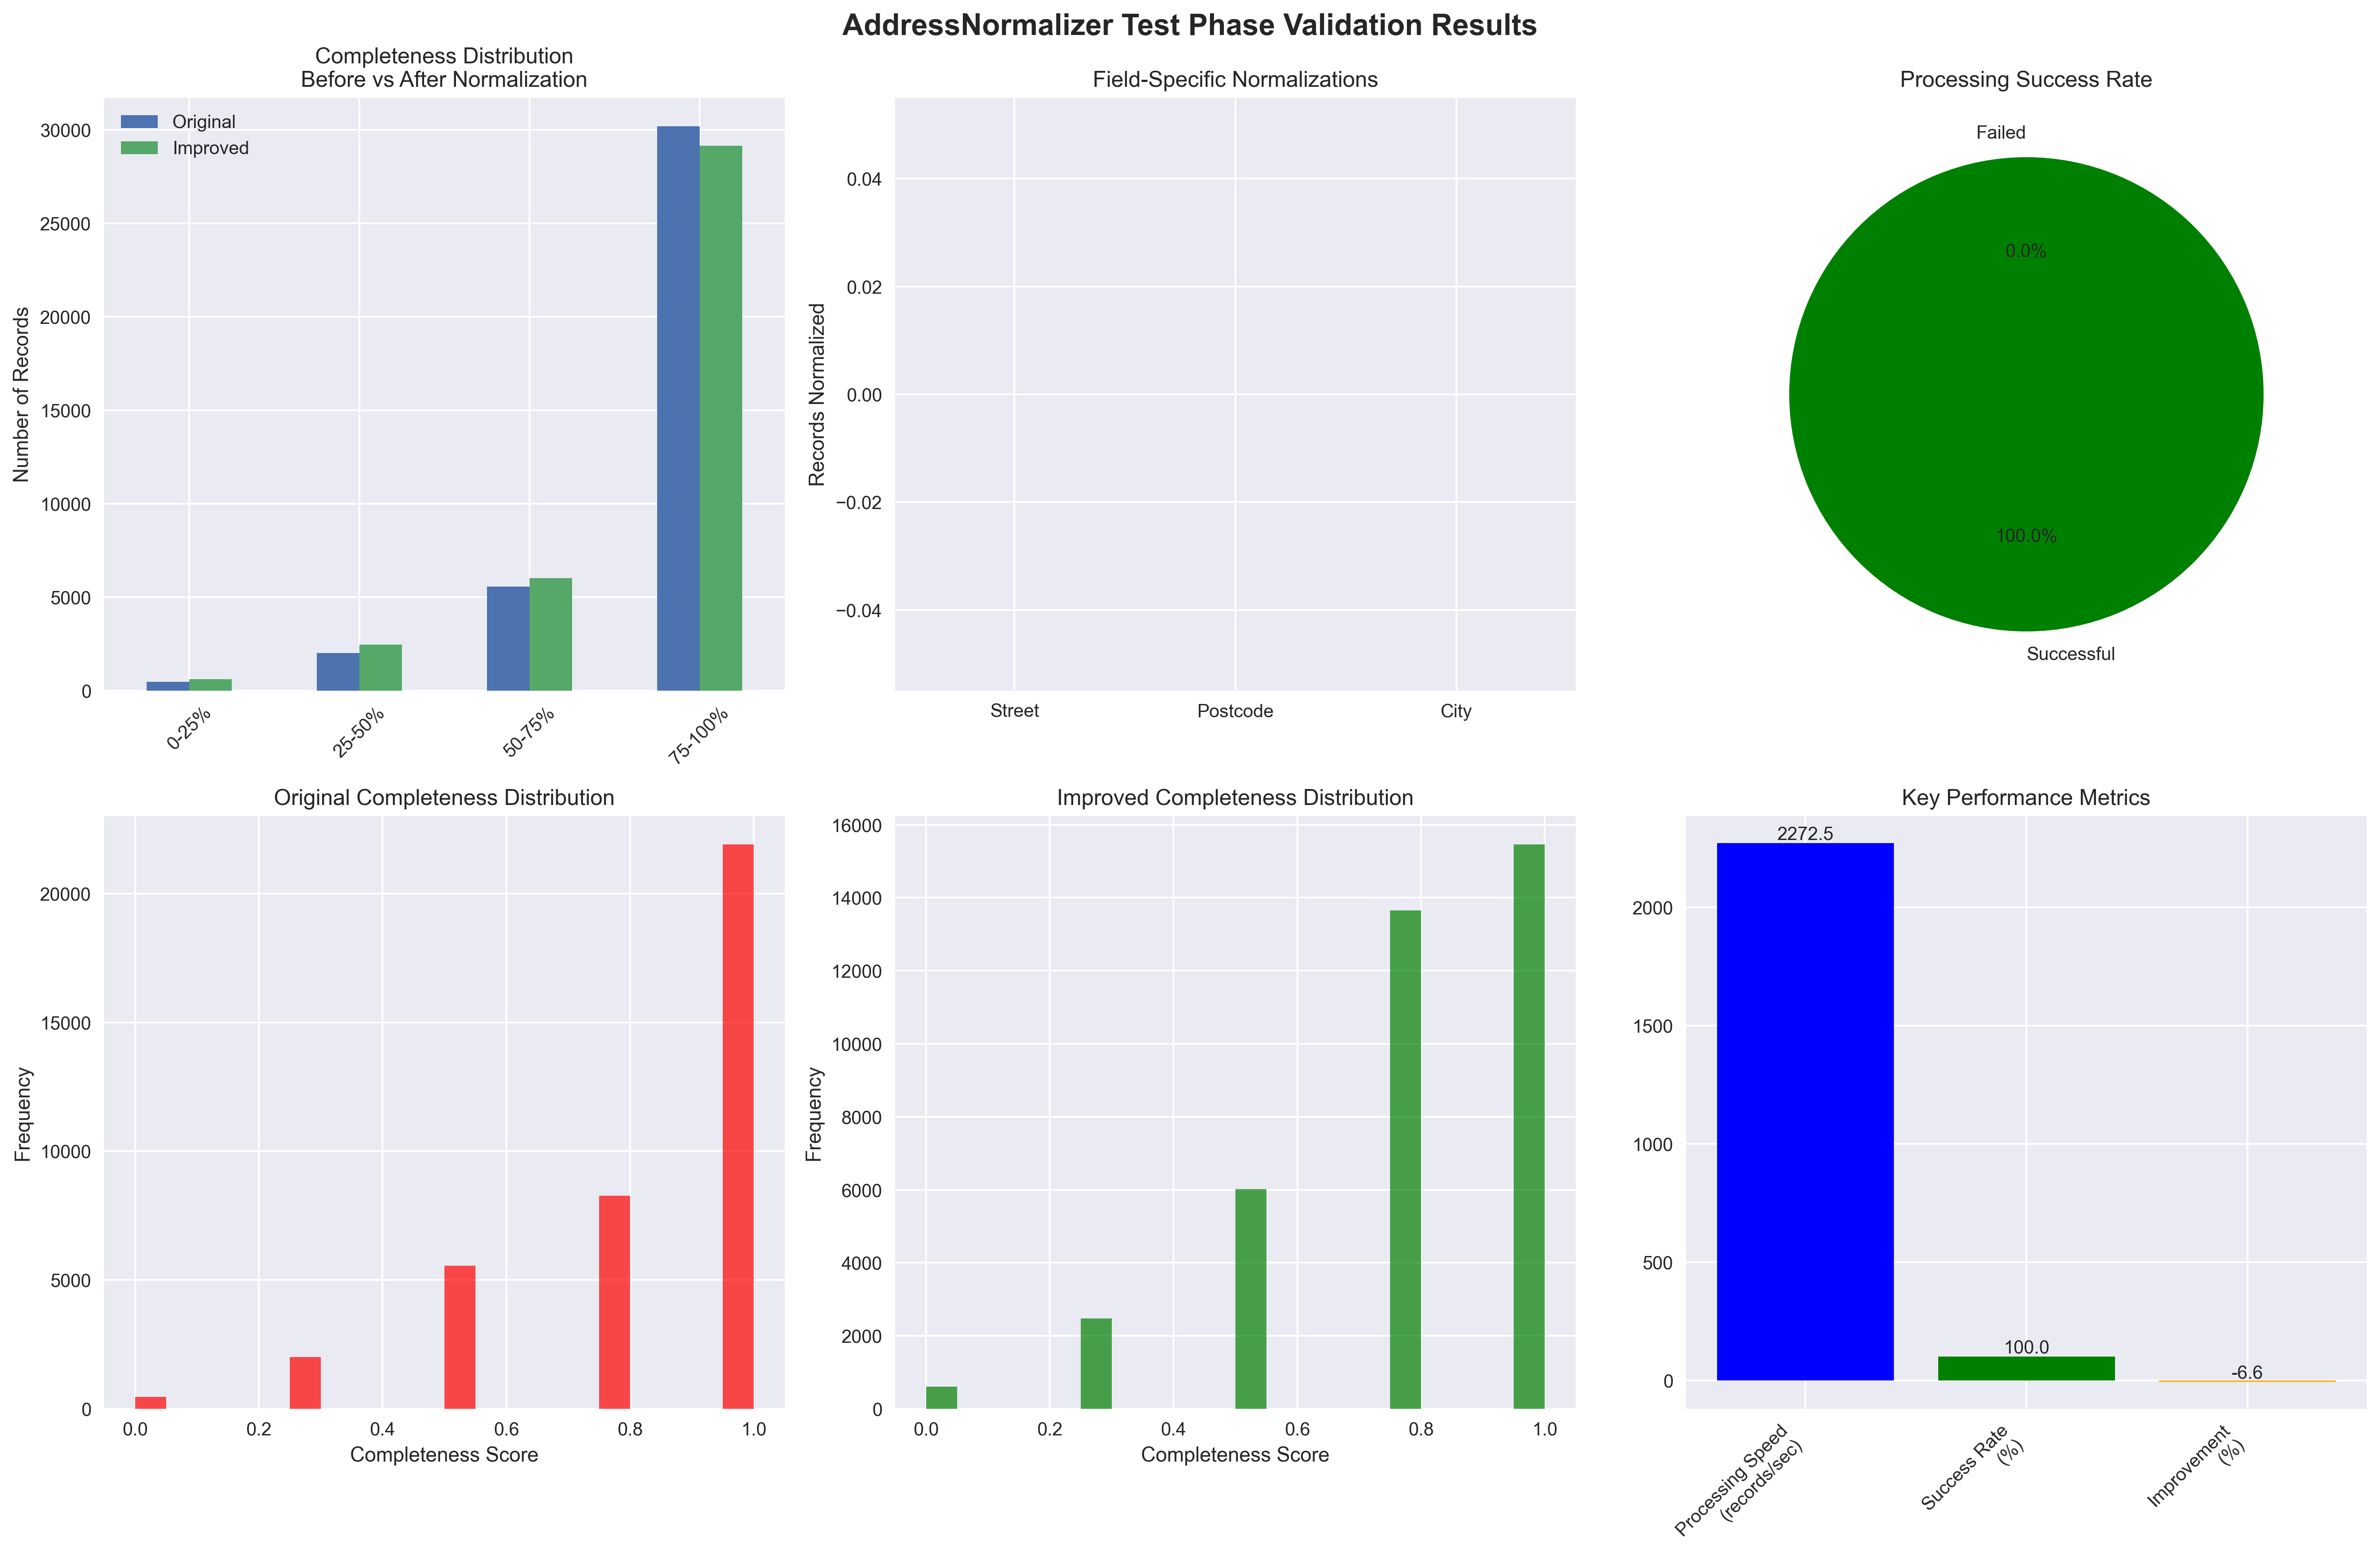 AddressNormalizer Test Phase Validation Results
Completeness Distribution
Before vs After Normalization
Original
Improved
Number of Records
30000
25000
20000
15000
10000
5000
0
0-25%
25-50%
50-75%
75-100%
Field-Specific Normalizations
Records Normalized
0.04
0.02
0.00
−0.02
−0.04
Street
Postcode
City
Processing Success Rate
Failed
0.0%
100.0%
Successful
Original Completeness Distribution
Frequency
20000
15000
10000
5000
0
0.0
0.2
0.4
0.6
0.8
1.0
Completeness Score
Improved Completeness Distribution
Frequency
16000
14000
12000
10000
8000
6000
4000
2000
0
0.0
0.2
0.4
0.6
0.8
1.0
Completeness Score
Key Performance Metrics
2272.5
100.0
-6.6
2000
1500
1000
500
0
Processing Speed
(records/sec)
Success Rate
(%)
Improvement
(%)